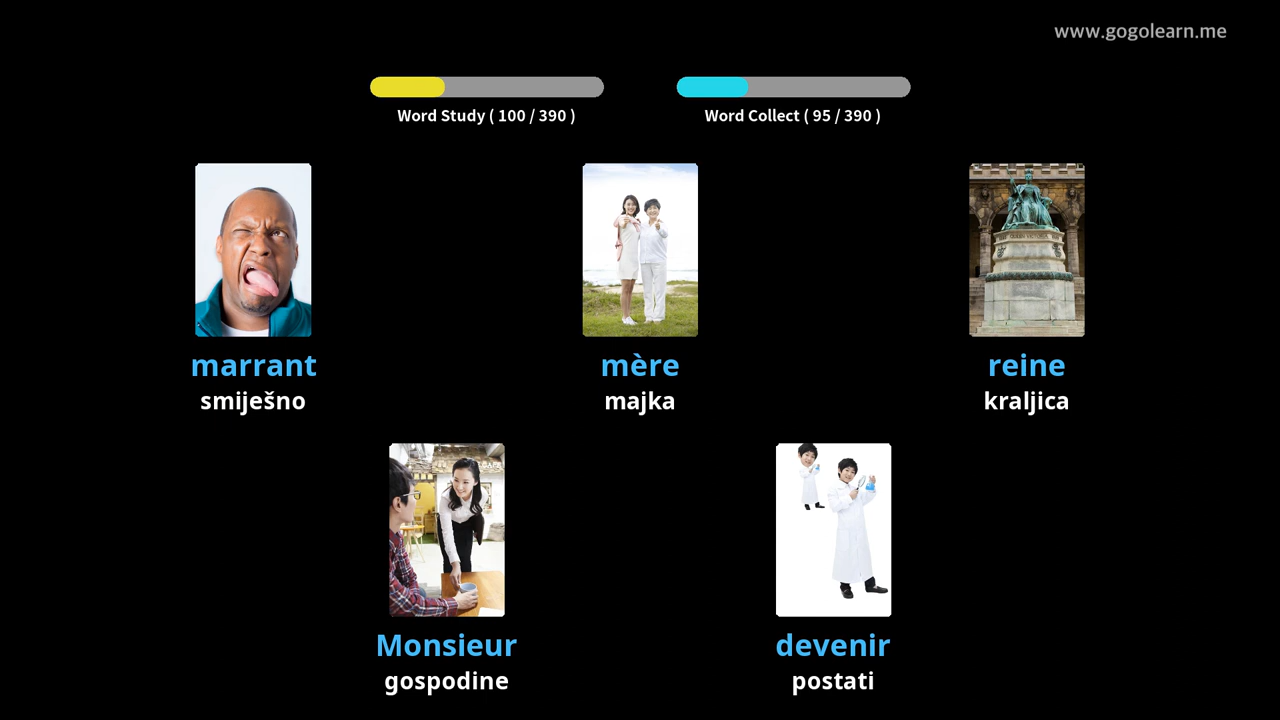 www.gogolearn.me
Word Study ( 100 / 390 )
Word Collect ( 95 / 390 )
marrant
smiješno
mère
majka
reine
kraljica
Monsieur
gospodine
devenir
postati